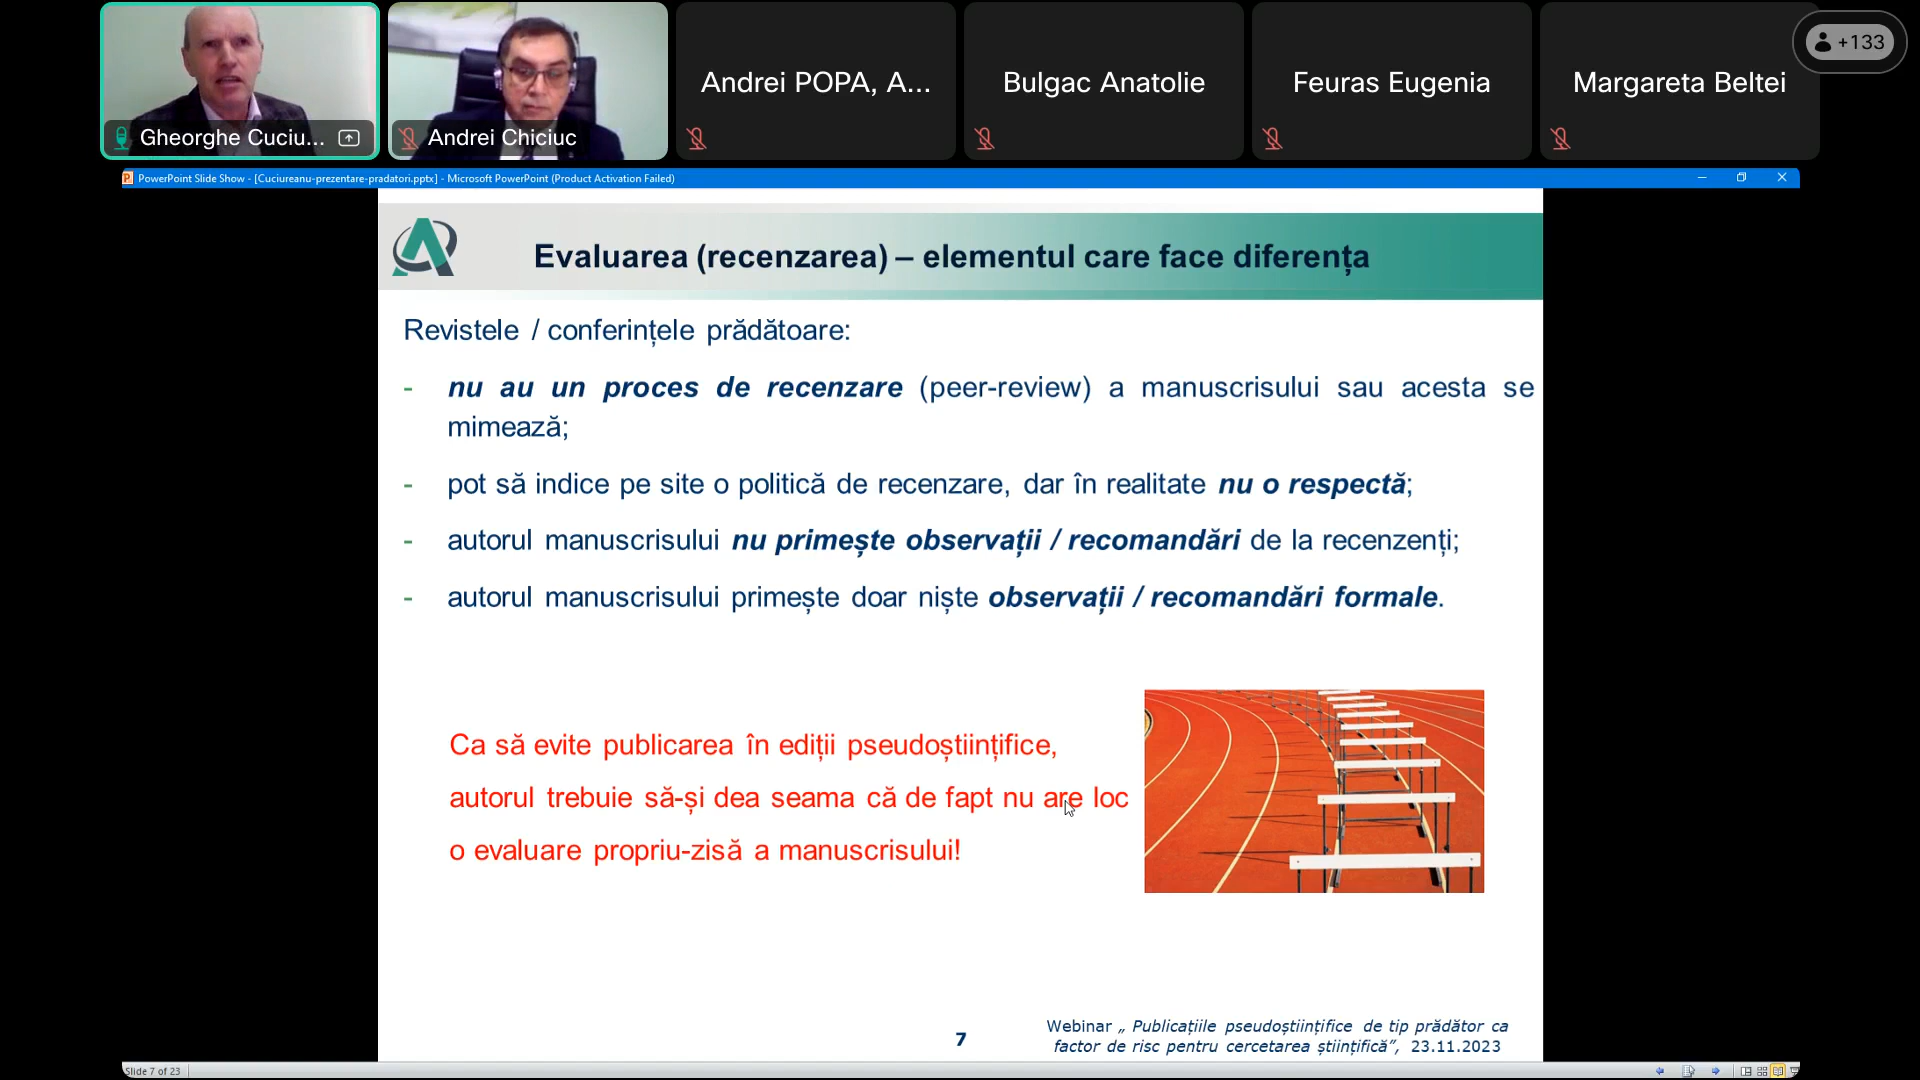 Gheorghe Cuciu...
Andrei Chiciuc
Andrei POPA, A...
Bulgac Anatolie
Feuras Eugenia
Margareta Beltei
+133
PowerPoint Slide Show - [Cuciureanu-prezentare-pradatori.pptx] - Microsoft PowerPoint (Product Activation Failed)
Evaluarea (recenzarea) – elementul care face diferența
Revistele / conferințele prădătoare:
- nu au un proces de recenzare (peer-review) a manuscrisului sau acesta se
mimează;
- pot să indice pe site o politică de recenzare, dar în realitate nu o respectă;
- autorul manuscrisului nu primește observații / recomandări de la recenzenți;
- autorul manuscrisului primește doar niște observații / recomandări formale.
Ca să evite publicarea în ediții pseudoștiințifice,
autorul trebuie să-și dea seama că de fapt nu are loc
o evaluare propriu-zisă a manuscrisului!
7
Webinar „ Publicațiile pseudoștiințifice de tip prădător ca
factor de risc pentru cercetarea științifică”, 23.11.2023
Slide 7 of 23